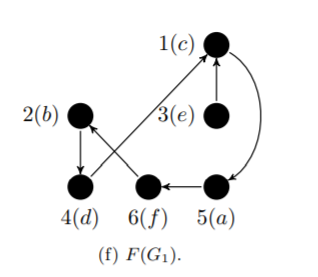 1(c)
2(b) 3(e)
4(d) 6(f) 5(a)
(f) F(G₁).